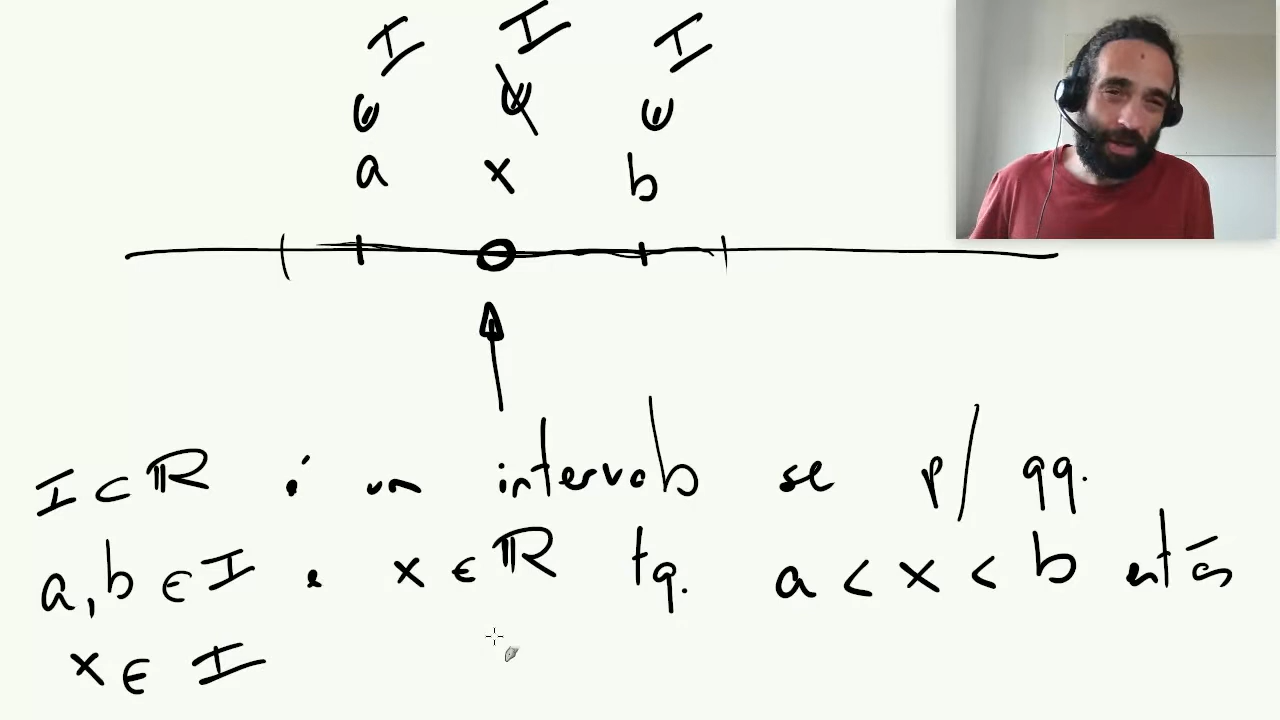 I I I
∈ ∉ ∈
a x b
I ⊂ ℝ é um intervalo se p/ qq.
a, b ∈ I e x ∈ ℝ tq. a < x < b então
x ∈ I